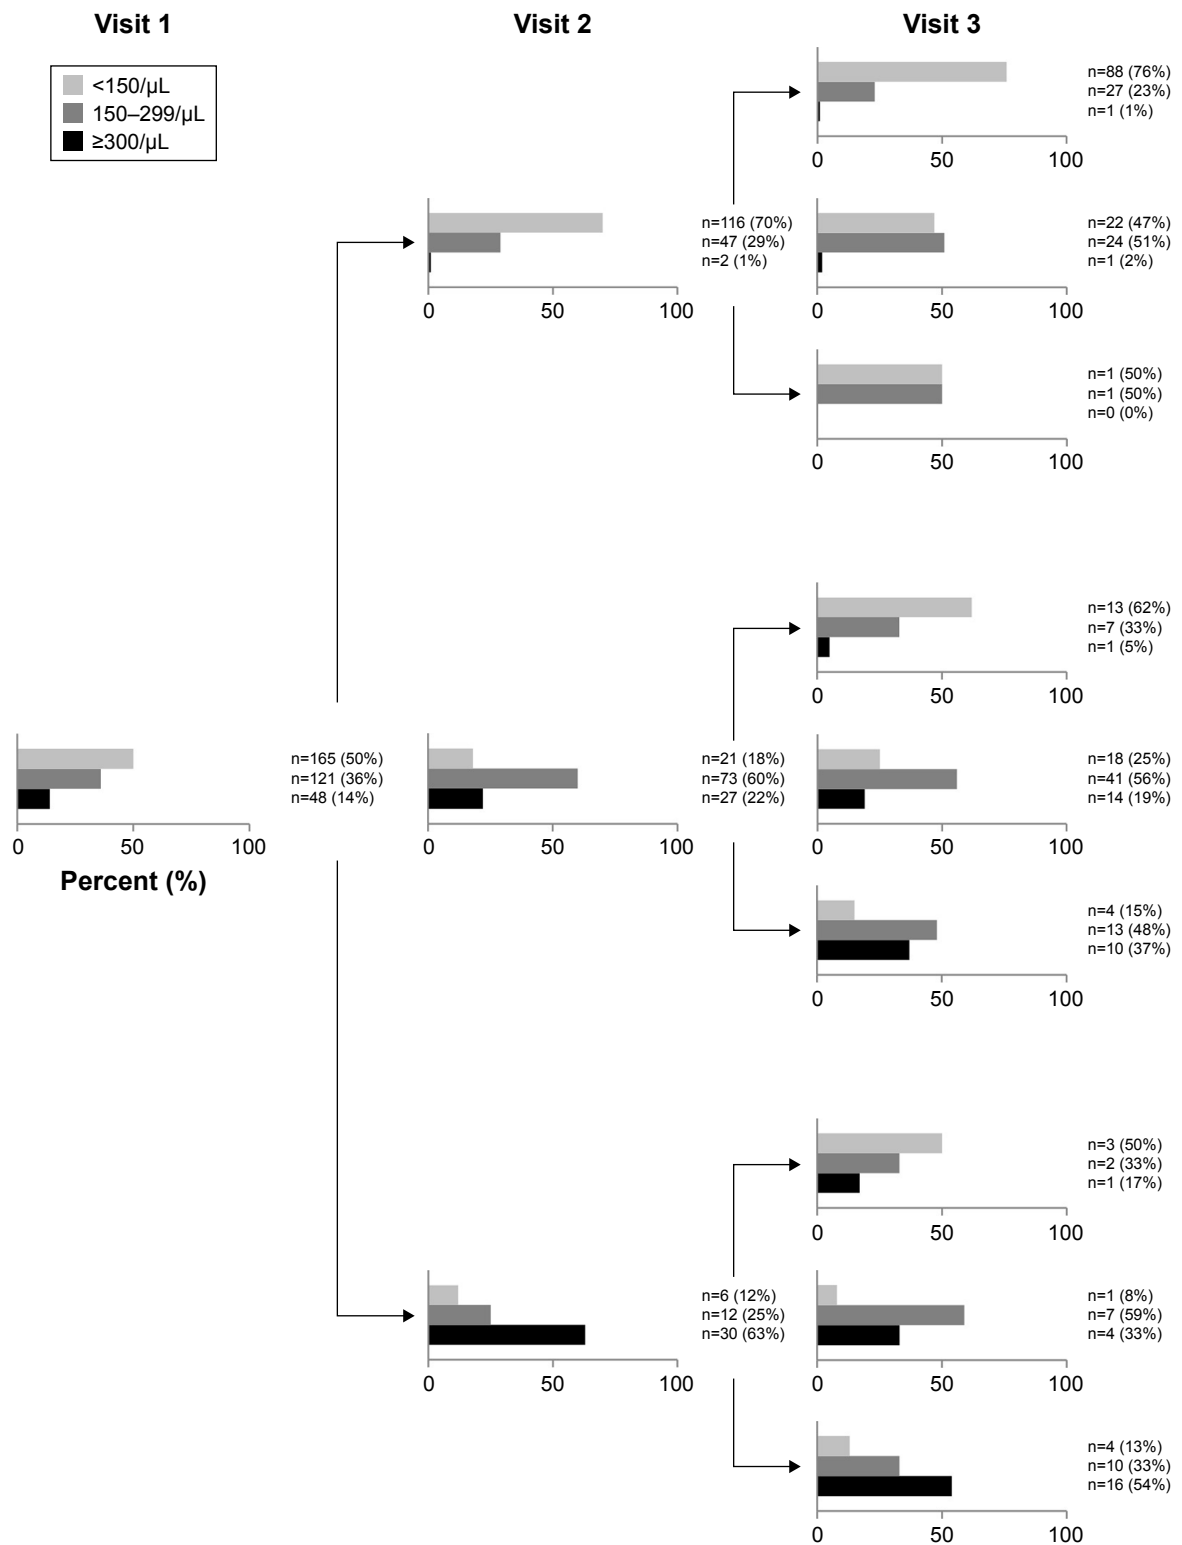 Visit 1
Visit 2
Visit 3
<150/μL
150–299/μL
≥300/μL
n=88 (76%)
n=27 (23%)
n=1 (1%)
0 50 100
n=116 (70%)
n=47 (29%)
n=2 (1%)
0 50 100
n=22 (47%)
n=24 (51%)
n=1 (2%)
0 50 100
n=1 (50%)
n=1 (50%)
n=0 (0%)
0 50 100
n=13 (62%)
n=7 (33%)
n=1 (5%)
0 50 100
n=165 (50%)
n=121 (36%)
n=48 (14%)
0 50 100
Percent (%)
n=21 (18%)
n=73 (60%)
n=27 (22%)
0 50 100
n=18 (25%)
n=41 (56%)
n=14 (19%)
0 50 100
n=4 (15%)
n=13 (48%)
n=10 (37%)
0 50 100
n=3 (50%)
n=2 (33%)
n=1 (17%)
0 50 100
n=6 (12%)
n=12 (25%)
n=30 (63%)
0 50 100
n=1 (8%)
n=7 (59%)
n=4 (33%)
0 50 100
n=4 (13%)
n=10 (33%)
n=16 (54%)
0 50 100